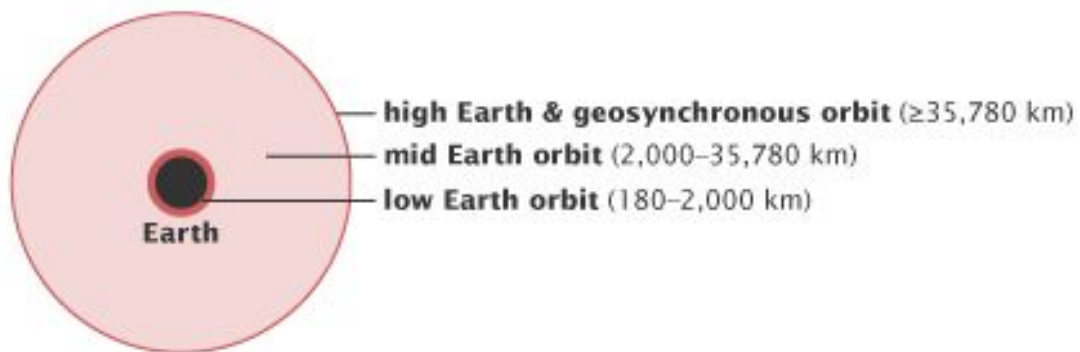 high Earth & geosynchronous orbit (≥35,780 km)
mid Earth orbit (2,000–35,780 km)
low Earth orbit (180–2,000 km)
Earth